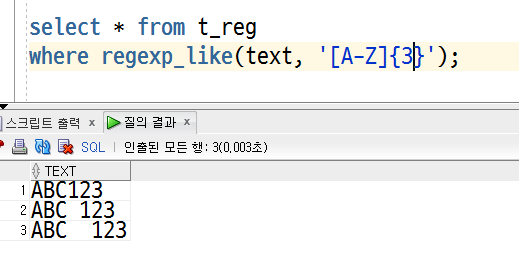 select * from t_reg
where regexp_like(text, '[A-Z]{3}');
스크립트 출력 × 질의 결과 ×
SQL | 인출된 모든 행: 3(0,003초)
TEXT
1 ABC123
2 ABC 123
3 ABC  123